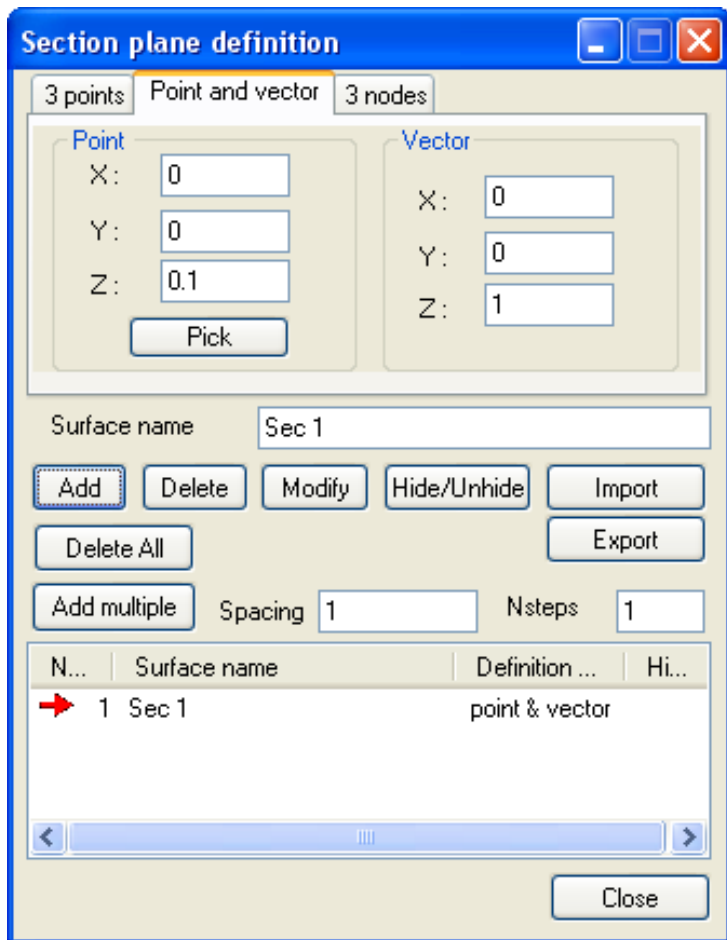 Section plane definition
3 points Point and vector 3 nodes
Point Vector
X: 0 X: 0
Y: 0 Y: 0
Z: 0.1 Z: 1
Pick
Surface name Sec 1
Add Delete Modify Hide/Unhide Import
Delete All Export
Add multiple Spacing 1 Nsteps 1
N... Surface name Definition ... Hi...
1 Sec 1 point & vector
Close